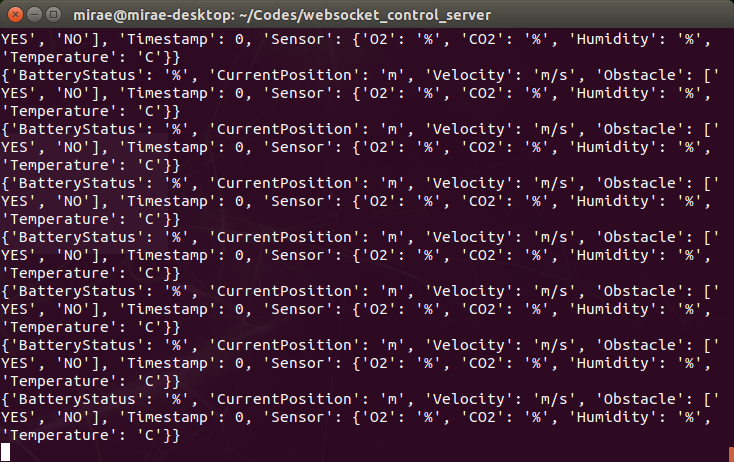 mirae@mirae-desktop: ~/Codes/websocket_control_server
YES', 'NO'], 'Timestamp': 0, 'Sensor': {'O2': '%', 'CO2': '%', 'Humidity': '%',
'Temperature': 'C'}}
{'BatteryStatus': '%', 'CurrentPosition': 'm', 'Velocity': 'm/s', 'Obstacle': ['
YES', 'NO'], 'Timestamp': 0, 'Sensor': {'O2': '%', 'CO2': '%', 'Humidity': '%',
'Temperature': 'C'}}
{'BatteryStatus': '%', 'CurrentPosition': 'm', 'Velocity': 'm/s', 'Obstacle': ['
YES', 'NO'], 'Timestamp': 0, 'Sensor': {'O2': '%', 'CO2': '%', 'Humidity': '%',
'Temperature': 'C'}}
{'BatteryStatus': '%', 'CurrentPosition': 'm', 'Velocity': 'm/s', 'Obstacle': ['
YES', 'NO'], 'Timestamp': 0, 'Sensor': {'O2': '%', 'CO2': '%', 'Humidity': '%',
'Temperature': 'C'}}
{'BatteryStatus': '%', 'CurrentPosition': 'm', 'Velocity': 'm/s', 'Obstacle': ['
YES', 'NO'], 'Timestamp': 0, 'Sensor': {'O2': '%', 'CO2': '%', 'Humidity': '%',
'Temperature': 'C'}}
{'BatteryStatus': '%', 'CurrentPosition': 'm', 'Velocity': 'm/s', 'Obstacle': ['
YES', 'NO'], 'Timestamp': 0, 'Sensor': {'O2': '%', 'CO2': '%', 'Humidity': '%',
'Temperature': 'C'}}
{'BatteryStatus': '%', 'CurrentPosition': 'm', 'Velocity': 'm/s', 'Obstacle': ['
YES', 'NO'], 'Timestamp': 0, 'Sensor': {'O2': '%', 'CO2': '%', 'Humidity': '%',
'Temperature': 'C'}}
{'BatteryStatus': '%', 'CurrentPosition': 'm', 'Velocity': 'm/s', 'Obstacle': ['
YES', 'NO'], 'Timestamp': 0, 'Sensor': {'O2': '%', 'CO2': '%', 'Humidity': '%',
'Temperature': 'C'}}